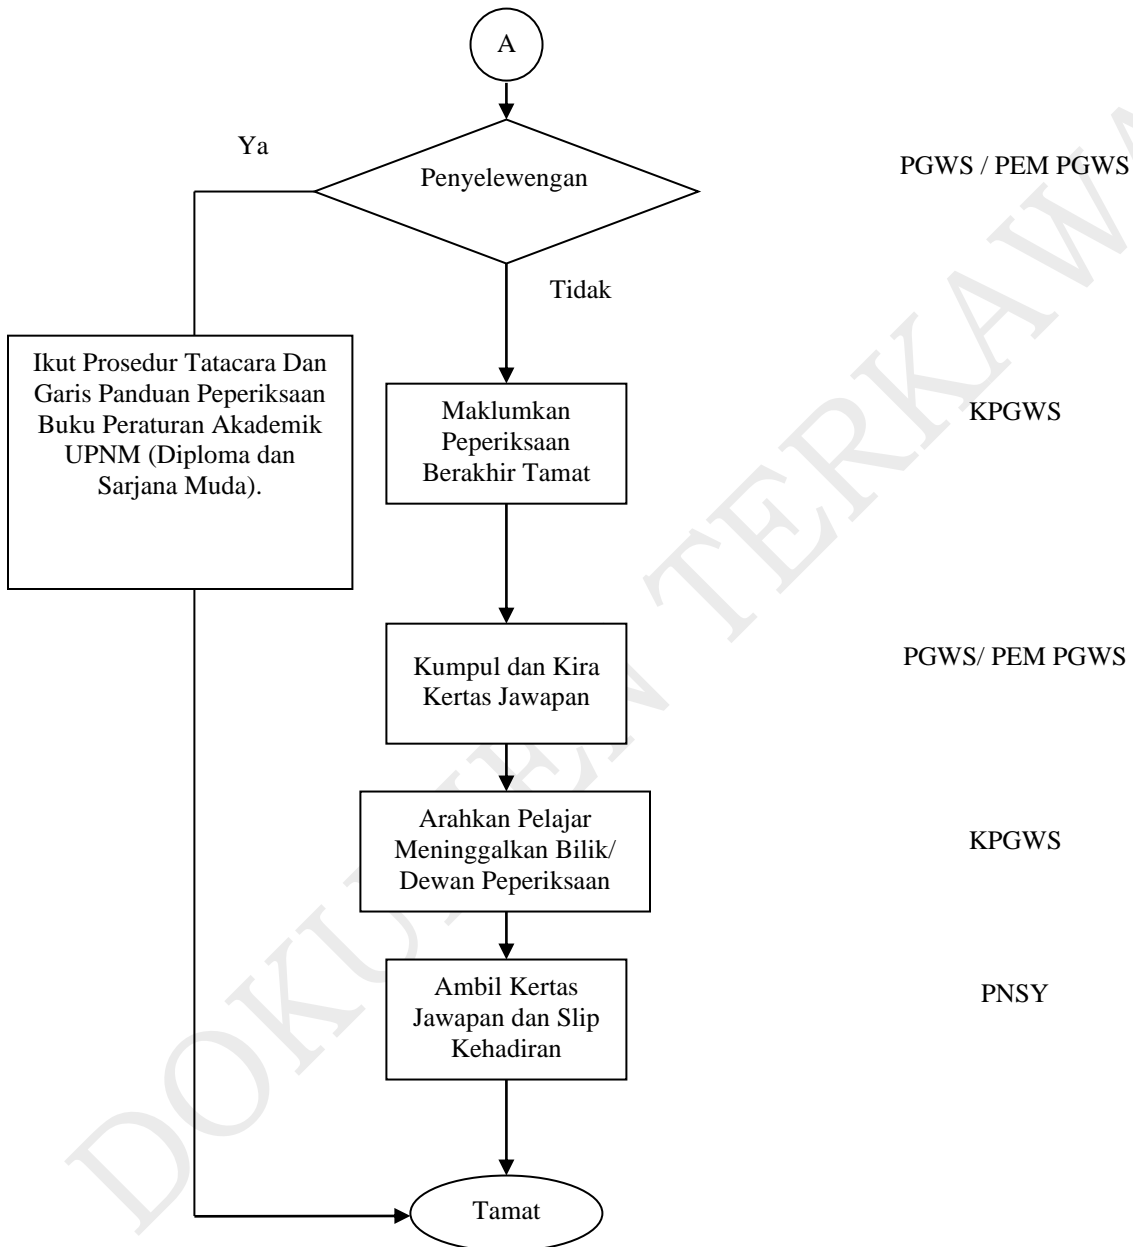 A
Ya
Penyelewengan
PGWS / PEM PGWS
Tidak
Ikut Prosedur Tatacara Dan
Garis Panduan Peperiksaan
Buku Peraturan Akademik
UPNM (Diploma dan
Sarjana Muda).
Maklumkan
Peperiksaan
Berakhir Tamat
KPGWS
Kumpul dan Kira
Kertas Jawapan
PGWS/ PEM PGWS
Arahkan Pelajar
Meninggalkan Bilik/
Dewan Peperiksaan
KPGWS
Ambil Kertas
Jawapan dan Slip
Kehadiran
PNSY
Tamat
DOKUMEN TERKAWA